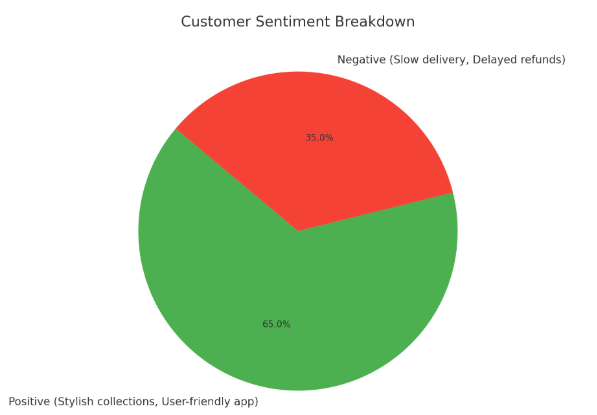 Customer Sentiment Breakdown
Negative (Slow delivery, Delayed refunds)
35.0%
65.0%
Positive (Stylish collections, User-friendly app)